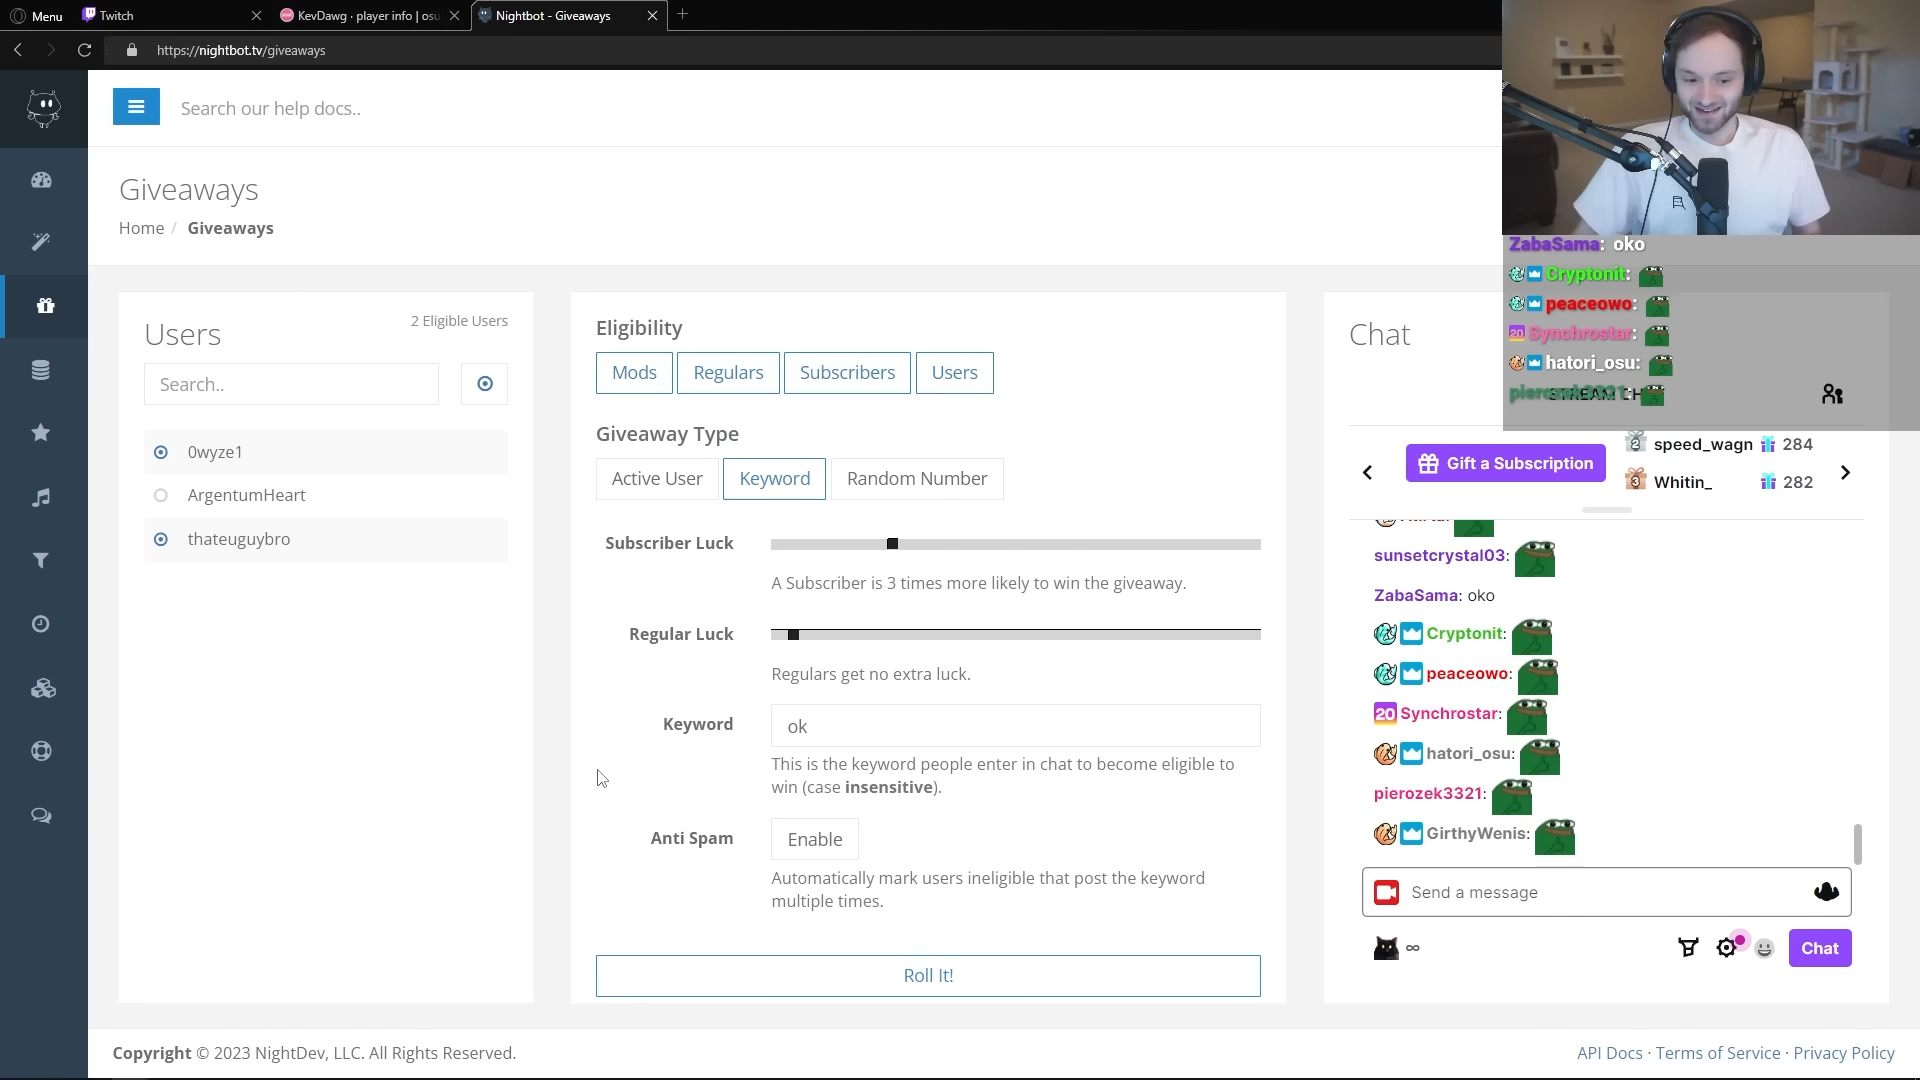 Menu
Twitch
KevDawg · player info | osu
Nightbot - Giveaways
https://nightbot.tv/giveaways
Search our help docs..
Giveaways
Home / Giveaways
Users
2 Eligible Users
Search..
0wyze1
ArgentumHeart
thateuguybro
Eligibility
Mods
Regulars
Subscribers
Users
Giveaway Type
Active User
Keyword
Random Number
Subscriber Luck
A Subscriber is 3 times more likely to win the giveaway.
Regular Luck
Regulars get no extra luck.
Keyword
ok
This is the keyword people enter in chat to become eligible to
win (case insensitive).
Anti Spam
Enable
Automatically mark users ineligible that post the keyword
multiple times.
Roll It!
Chat
ZabaSama: oko
Cryptonit:
peaceowo:
20 Synchrostar:
hatori_osu:
pierozek3321:
Gift a Subscription
2 speed_wagn 284
3 Whitin_ 282
sunsetcrystal03:
ZabaSama: oko
Cryptonit:
peaceowo:
20 Synchrostar:
hatori_osu:
pierozek3321:
GirthyWenis:
Send a message
∞
Chat
Copyright © 2023 NightDev, LLC. All Rights Reserved.
API Docs · Terms of Service · Privacy Policy